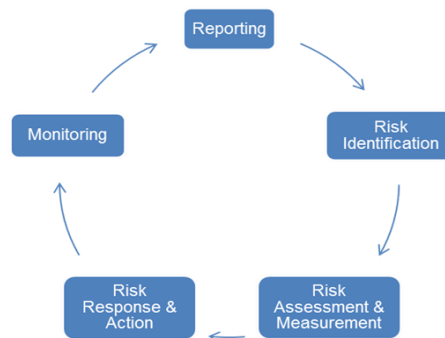 Reporting
Risk
Identification
Risk
Assessment &
Measurement
Risk
Response &
Action
Monitoring